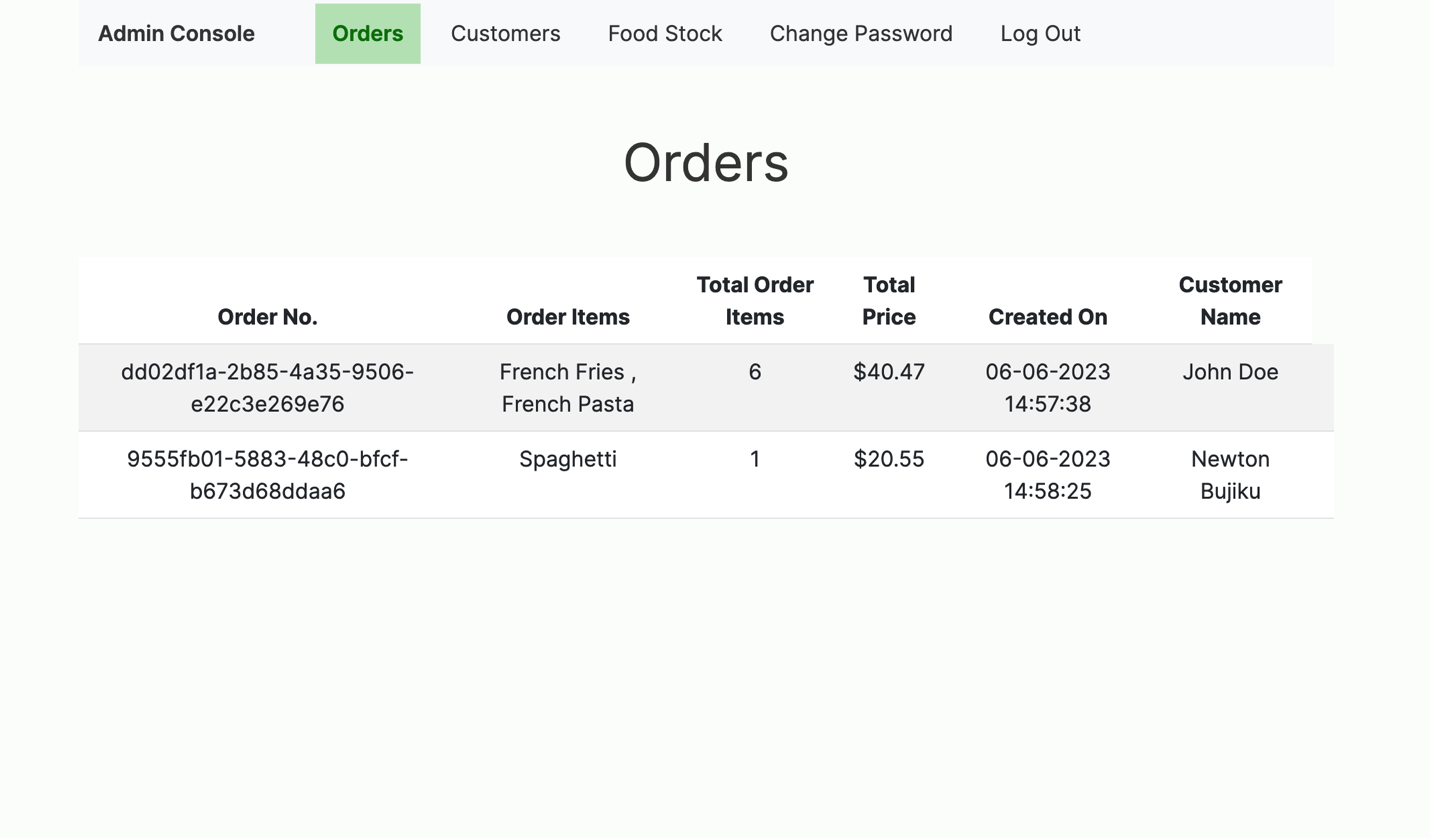 Admin Console Orders Customers Food Stock Change Password Log Out
Orders
Order No. Order Items Total Order Items Total Price Created On Customer Name
dd02df1a-2b85-4a35-9506-e22c3e269e76 French Fries , French Pasta 6 $40.47 06-06-2023 14:57:38 John Doe
9555fb01-5883-48c0-bfcf-b673d68ddaa6 Spaghetti 1 $20.55 06-06-2023 14:58:25 Newton Bujiku